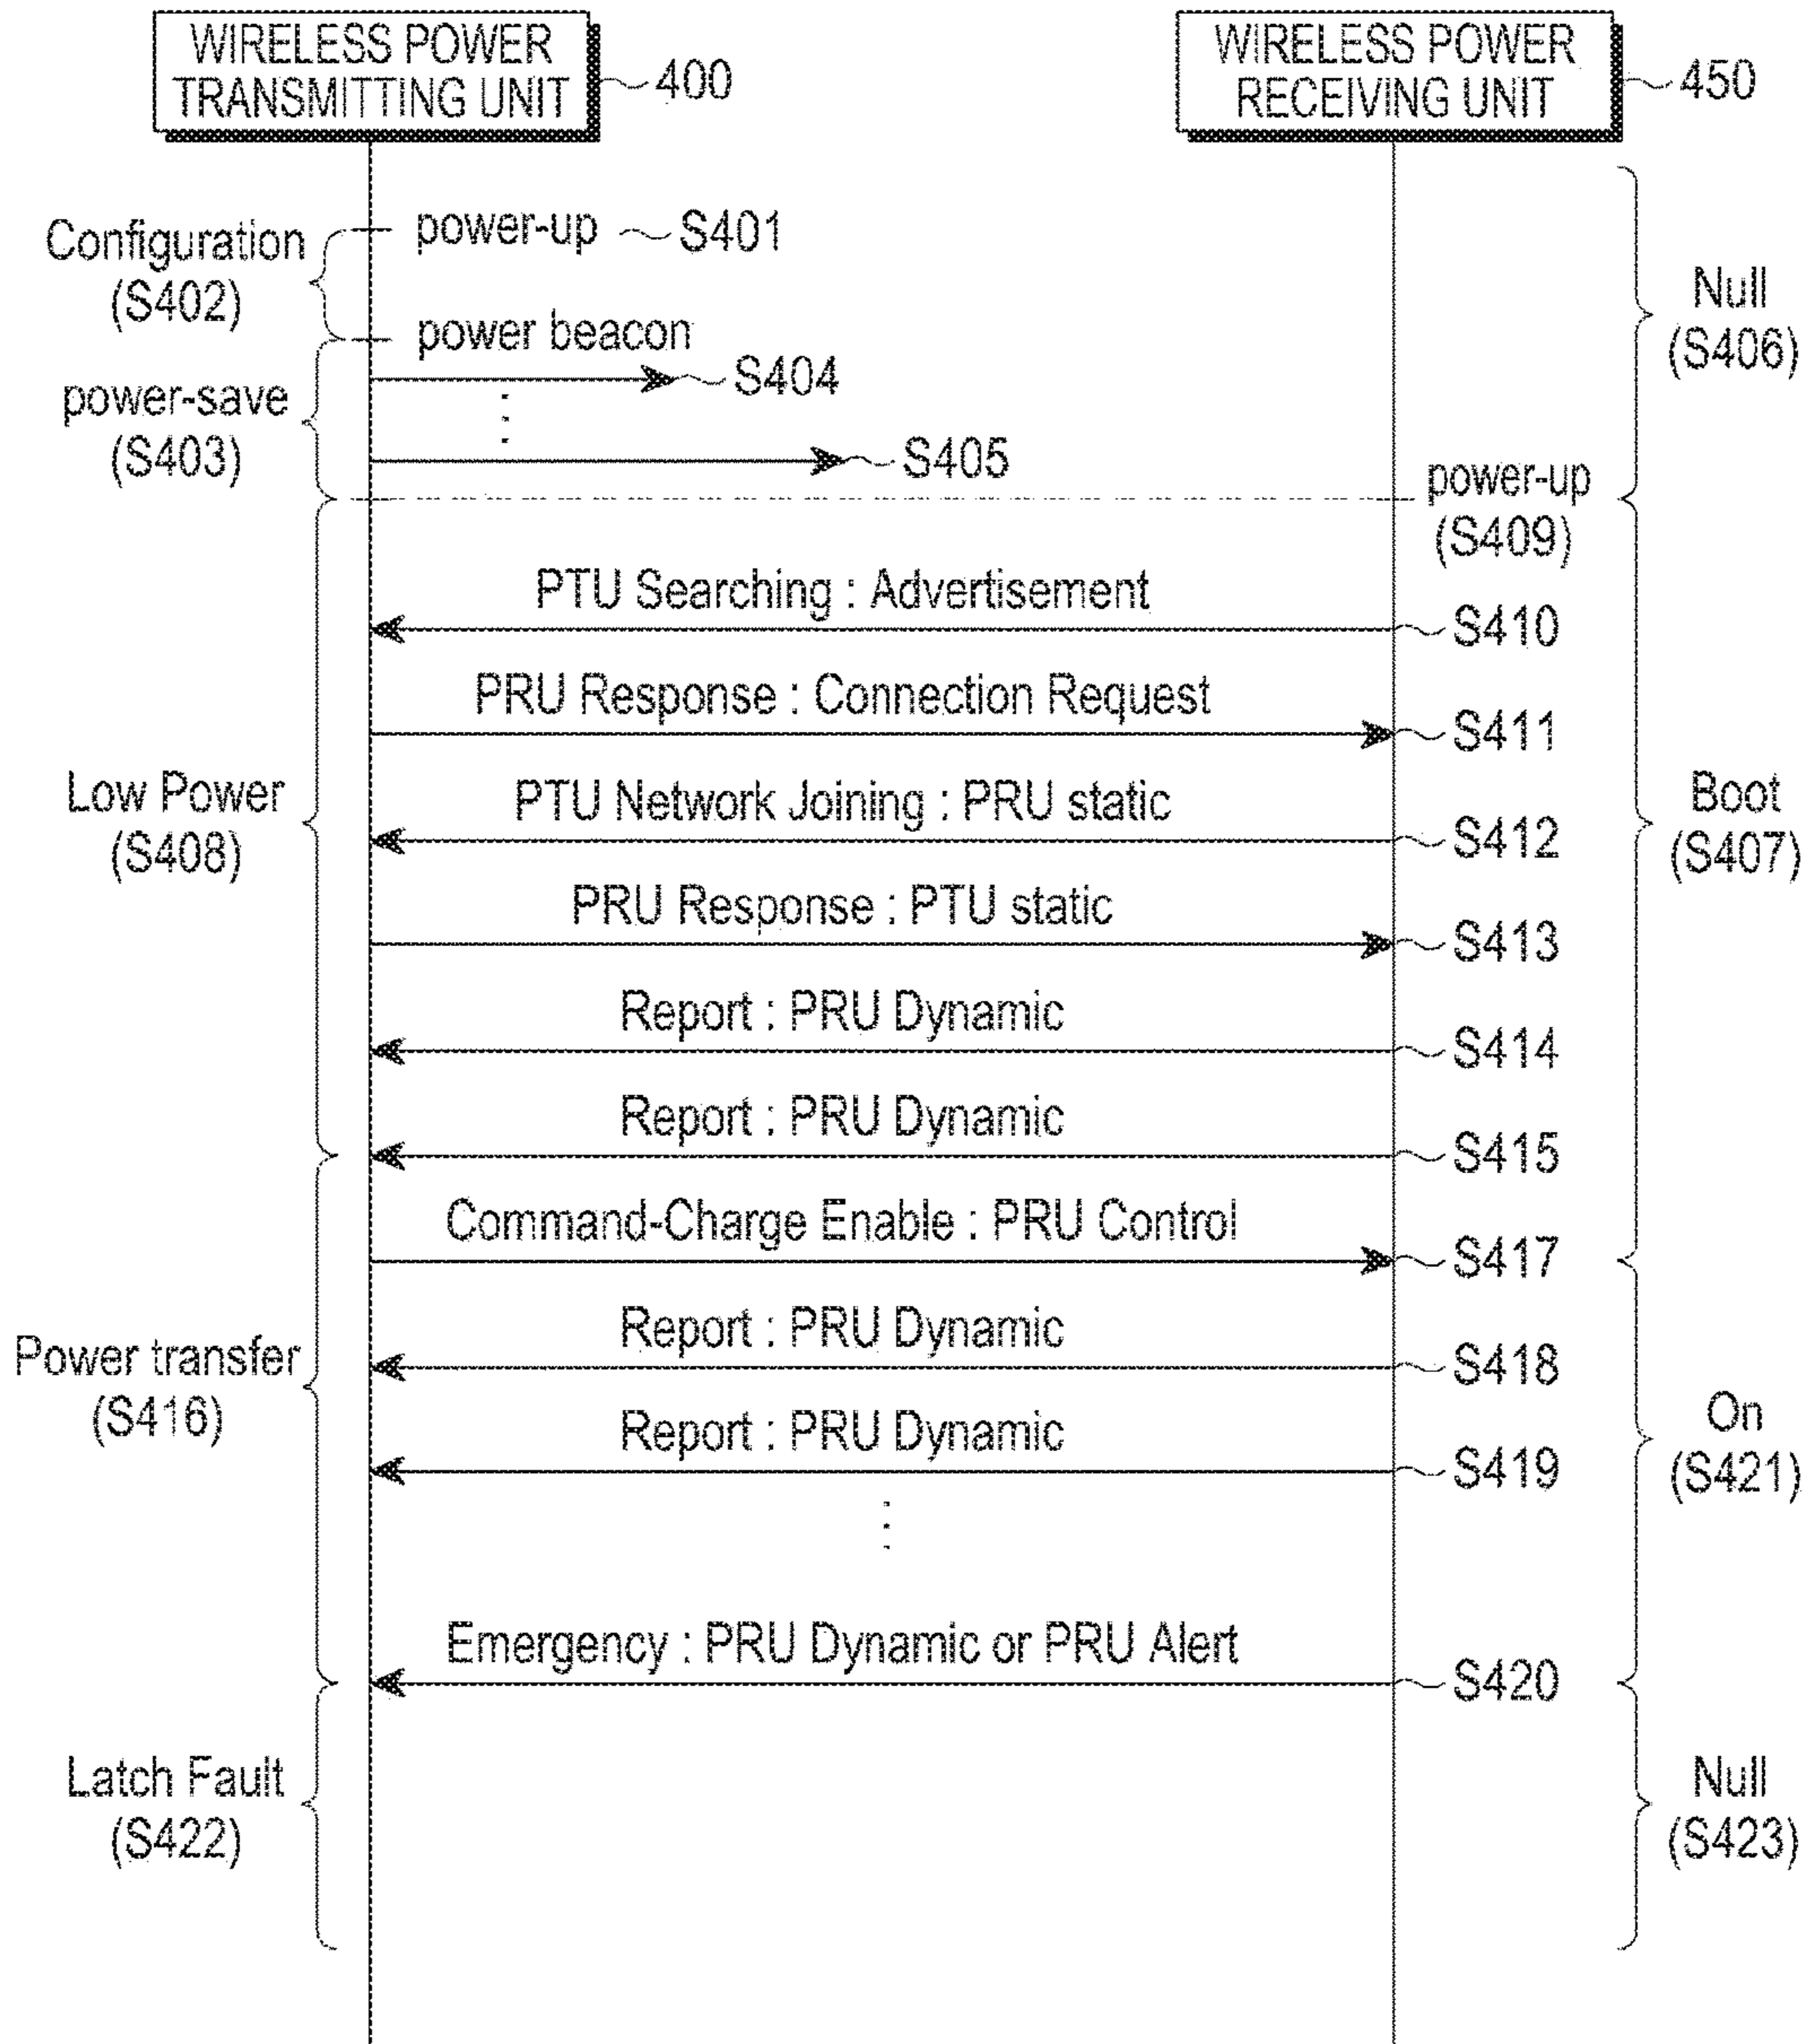 WIRELESS POWER
TRANSMITTING UNIT
400
WIRELESS POWER
RECEIVING UNIT
450
Configuration
(S402)
power-up
S401
power beacon
Null
(S406)
S404
power-save
(S403)
S405
power-up
(S409)
PTU Searching : Advertisement
S410
PRU Response : Connection Request
S411
Low Power
(S408)
PTU Network Joining : PRU static
S412
Boot
(S407)
PRU Response : PTU static
S413
Report : PRU Dynamic
S414
Report : PRU Dynamic
S415
Command-Charge Enable : PRU Control
S417
Report : PRU Dynamic
S418
Power transfer
(S416)
Report : PRU Dynamic
S419
On
(S421)
Emergency : PRU Dynamic or PRU Alert
S420
Latch Fault
(S422)
Null
(S423)